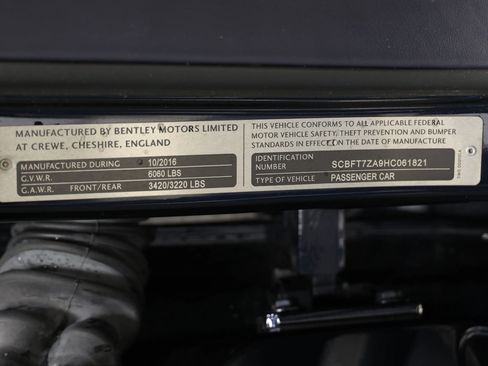 MANUFACTURED BY BENTLEY MOTORS LIMITED
AT CREWE, CHESHIRE, ENGLAND
MANUFACTURED DURING 10/2016
G.V.W.R. 6060 LBS
G.A.W.R. FRONT/REAR 3420/3220 LBS
THIS VEHICLE CONFORMS TO ALL APPLICABLE FEDERAL
MOTOR VEHICLE SAFETY, THEFT PREVENTION AND BUMPER
STANDARDS IN EFFECT ON THE DATE OF MANUFACTURE
IDENTIFICATION
NUMBER SCBFT7ZA9HC061821
TYPE OF VEHICLE PASSENGER CAR